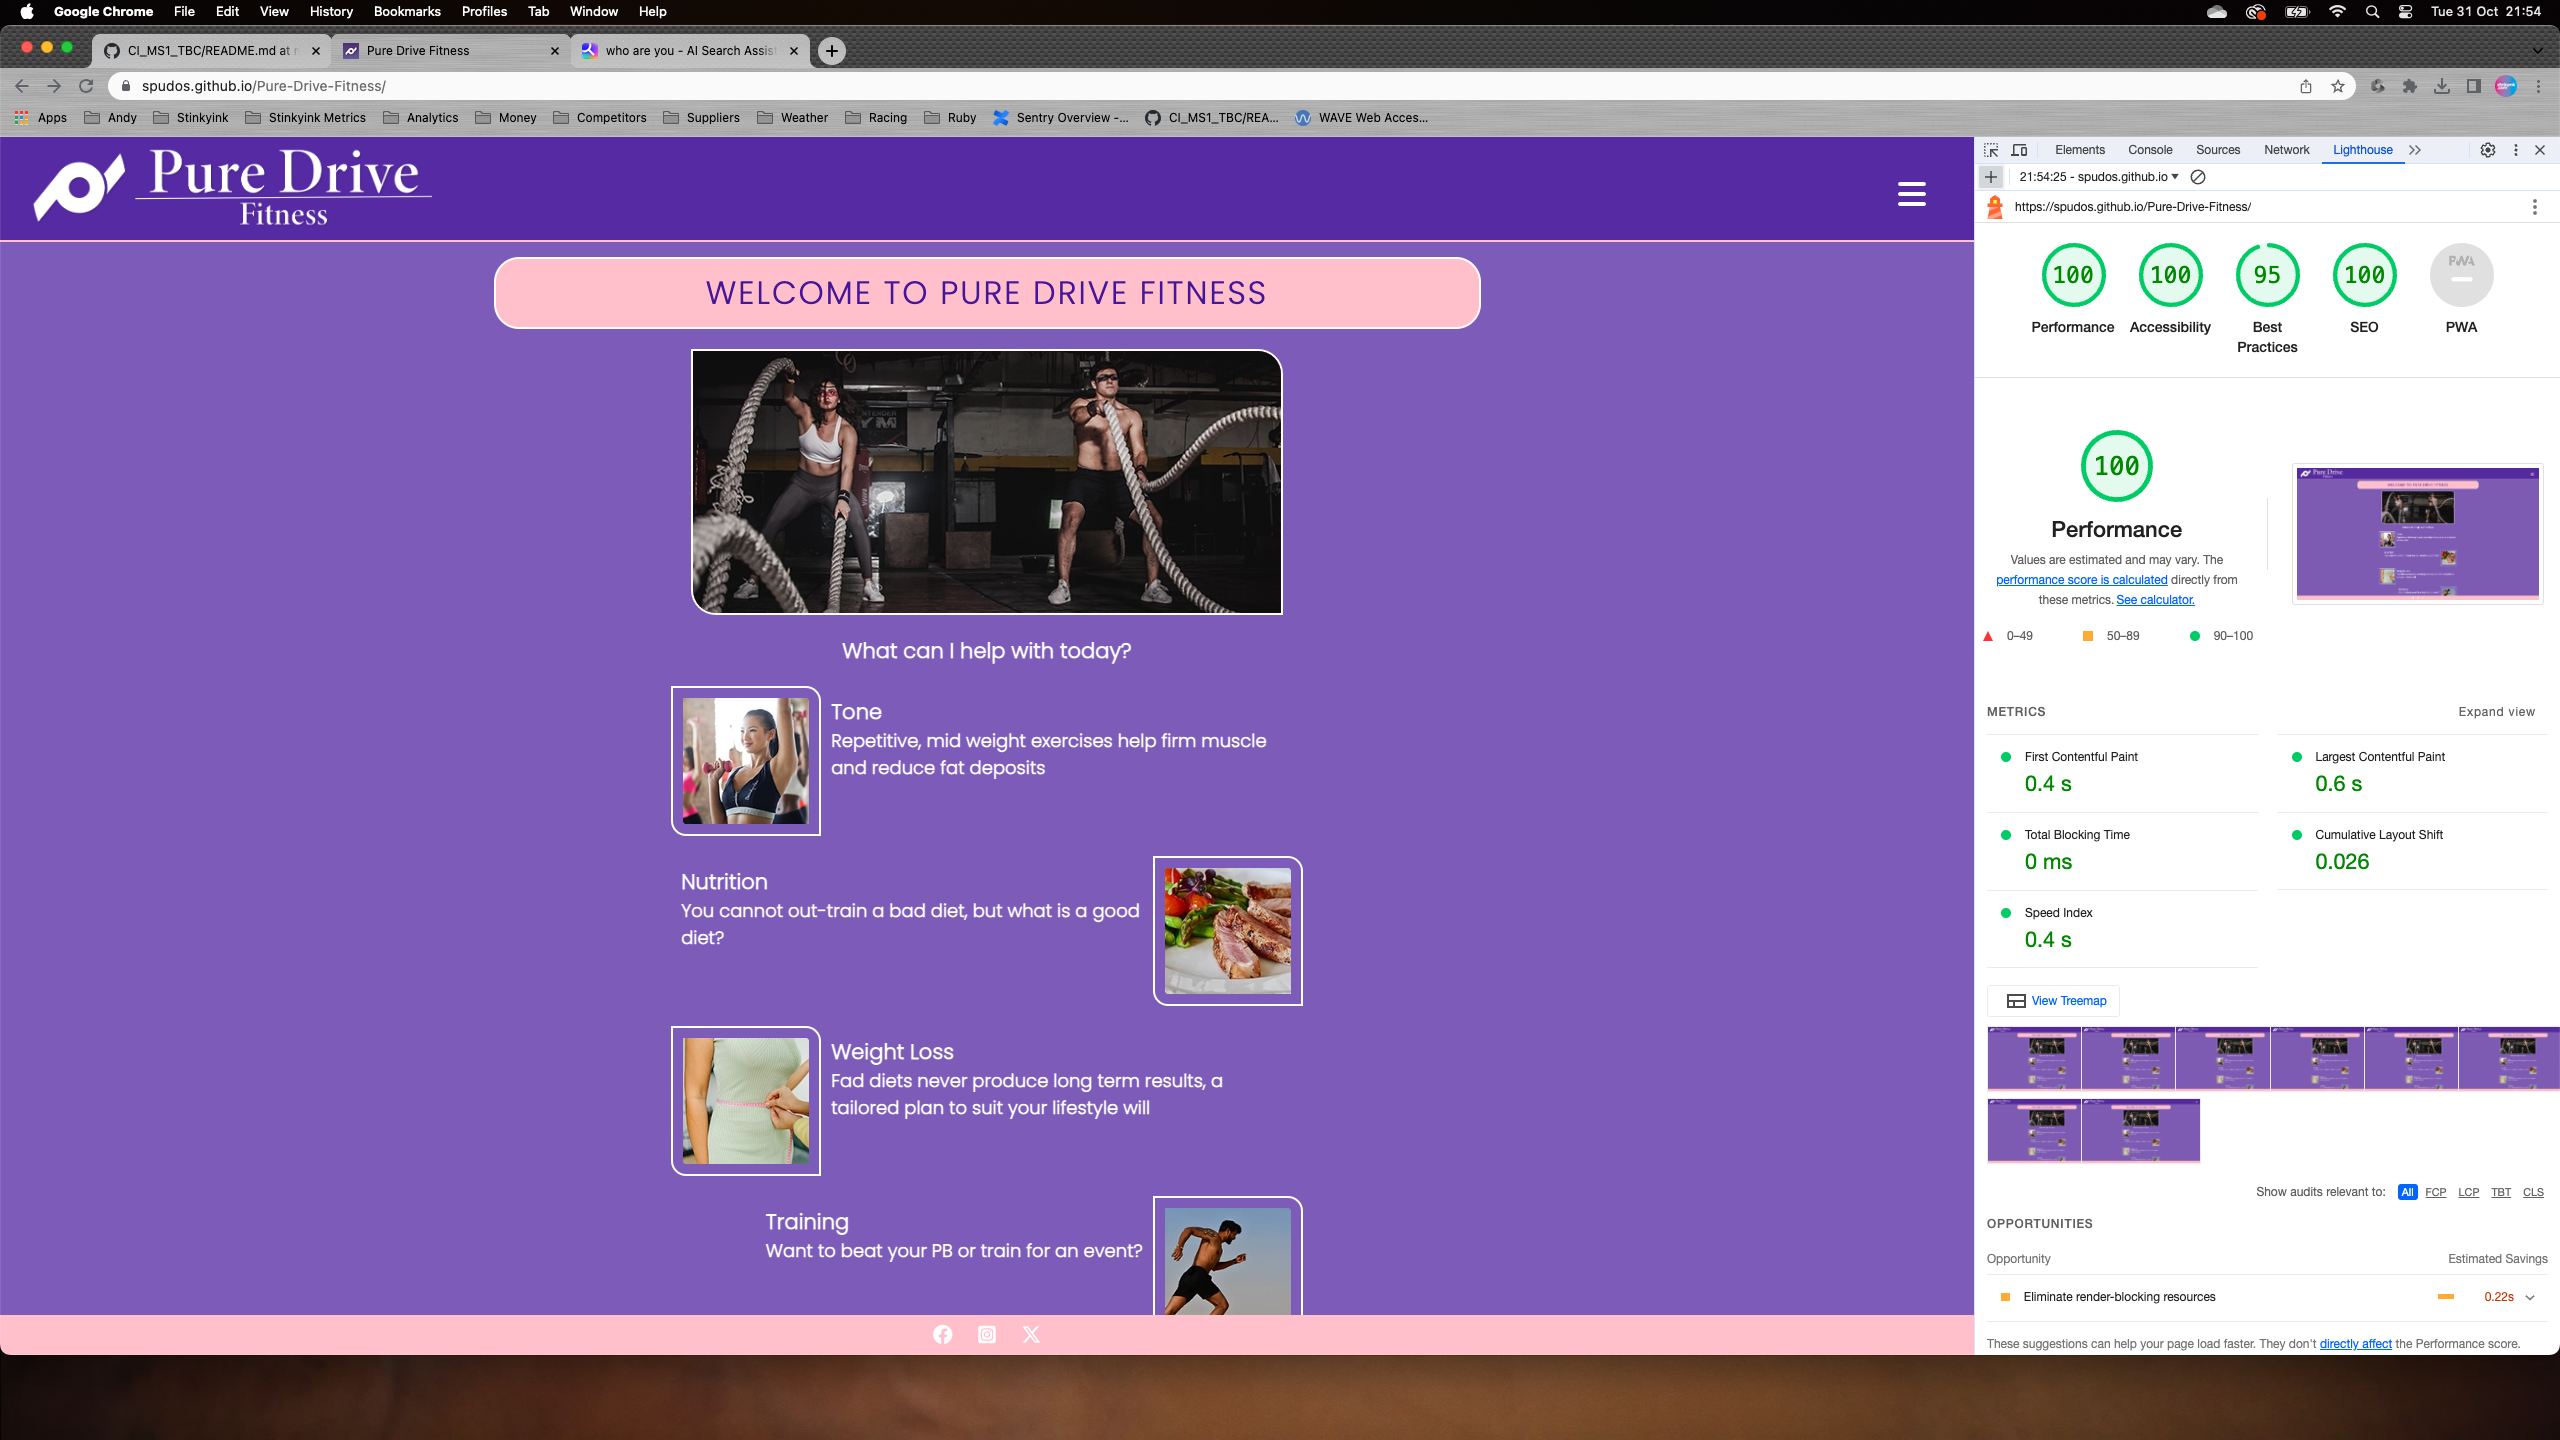 Google Chrome File Edit View History Bookmarks Profiles Tab Window Help Tue 31 Oct 21:54
CI_MS1_TBC/README.md at Pure Drive Fitness who are you - AI Search Assis
spudos.github.io/Pure-Drive-Fitness/
Apps Andy Stinkyink Stinkyink Metrics Analytics Money Competitors Suppliers Weather Racing Ruby Sentry Overview -... CI_MS1_TBC/REA... WAVE Web Acces...
Pure Drive
Fitness
WELCOME TO PURE DRIVE FITNESS
What can I help with today?
Tone
Repetitive, mid weight exercises help firm muscle
and reduce fat deposits
Nutrition
You cannot out-train a bad diet, but what is a good
diet?
Weight Loss
Fad diets never produce long term results, a
tailored plan to suit your lifestyle will
Training
Want to beat your PB or train for an event?
Elements Console Sources Network Lighthouse
21:54:25 - spudos.github.io
https://spudos.github.io/Pure-Drive-Fitness/
100 100 95 100 PWA
Performance Accessibility Best Practices SEO PWA
100
Performance
Values are estimated and may vary. The
performance score is calculated directly from
these metrics. See calculator.
0–49 50–89 90–100
METRICS Expand view
First Contentful Paint Largest Contentful Paint
0.4 s 0.6 s
Total Blocking Time Cumulative Layout Shift
0 ms 0.026
Speed Index
0.4 s
View Treemap
Show audits relevant to: All FCP LCP TBT CLS
OPPORTUNITIES
Opportunity Estimated Savings
Eliminate render-blocking resources 0.22s
These suggestions can help your page load faster. They don't directly affect the Performance score.